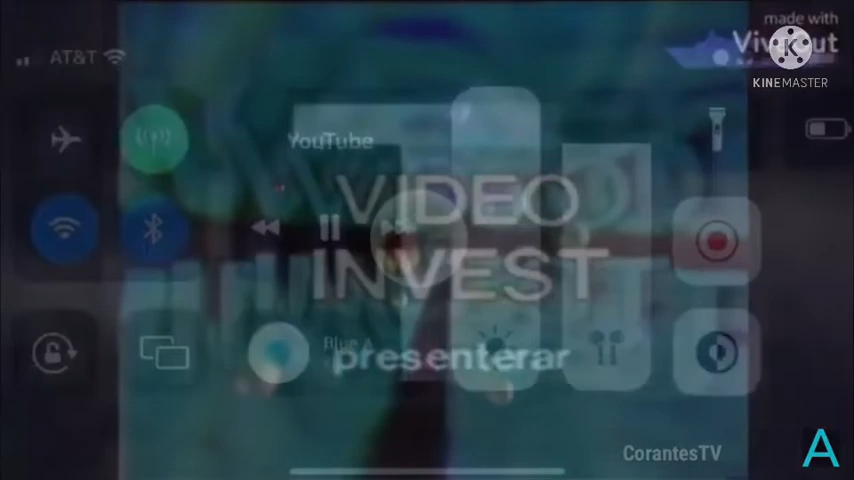 made with
AT&T
KINEMASTER
YouTube
VIDEO
INVEST
presenterar
CorantesTV
A